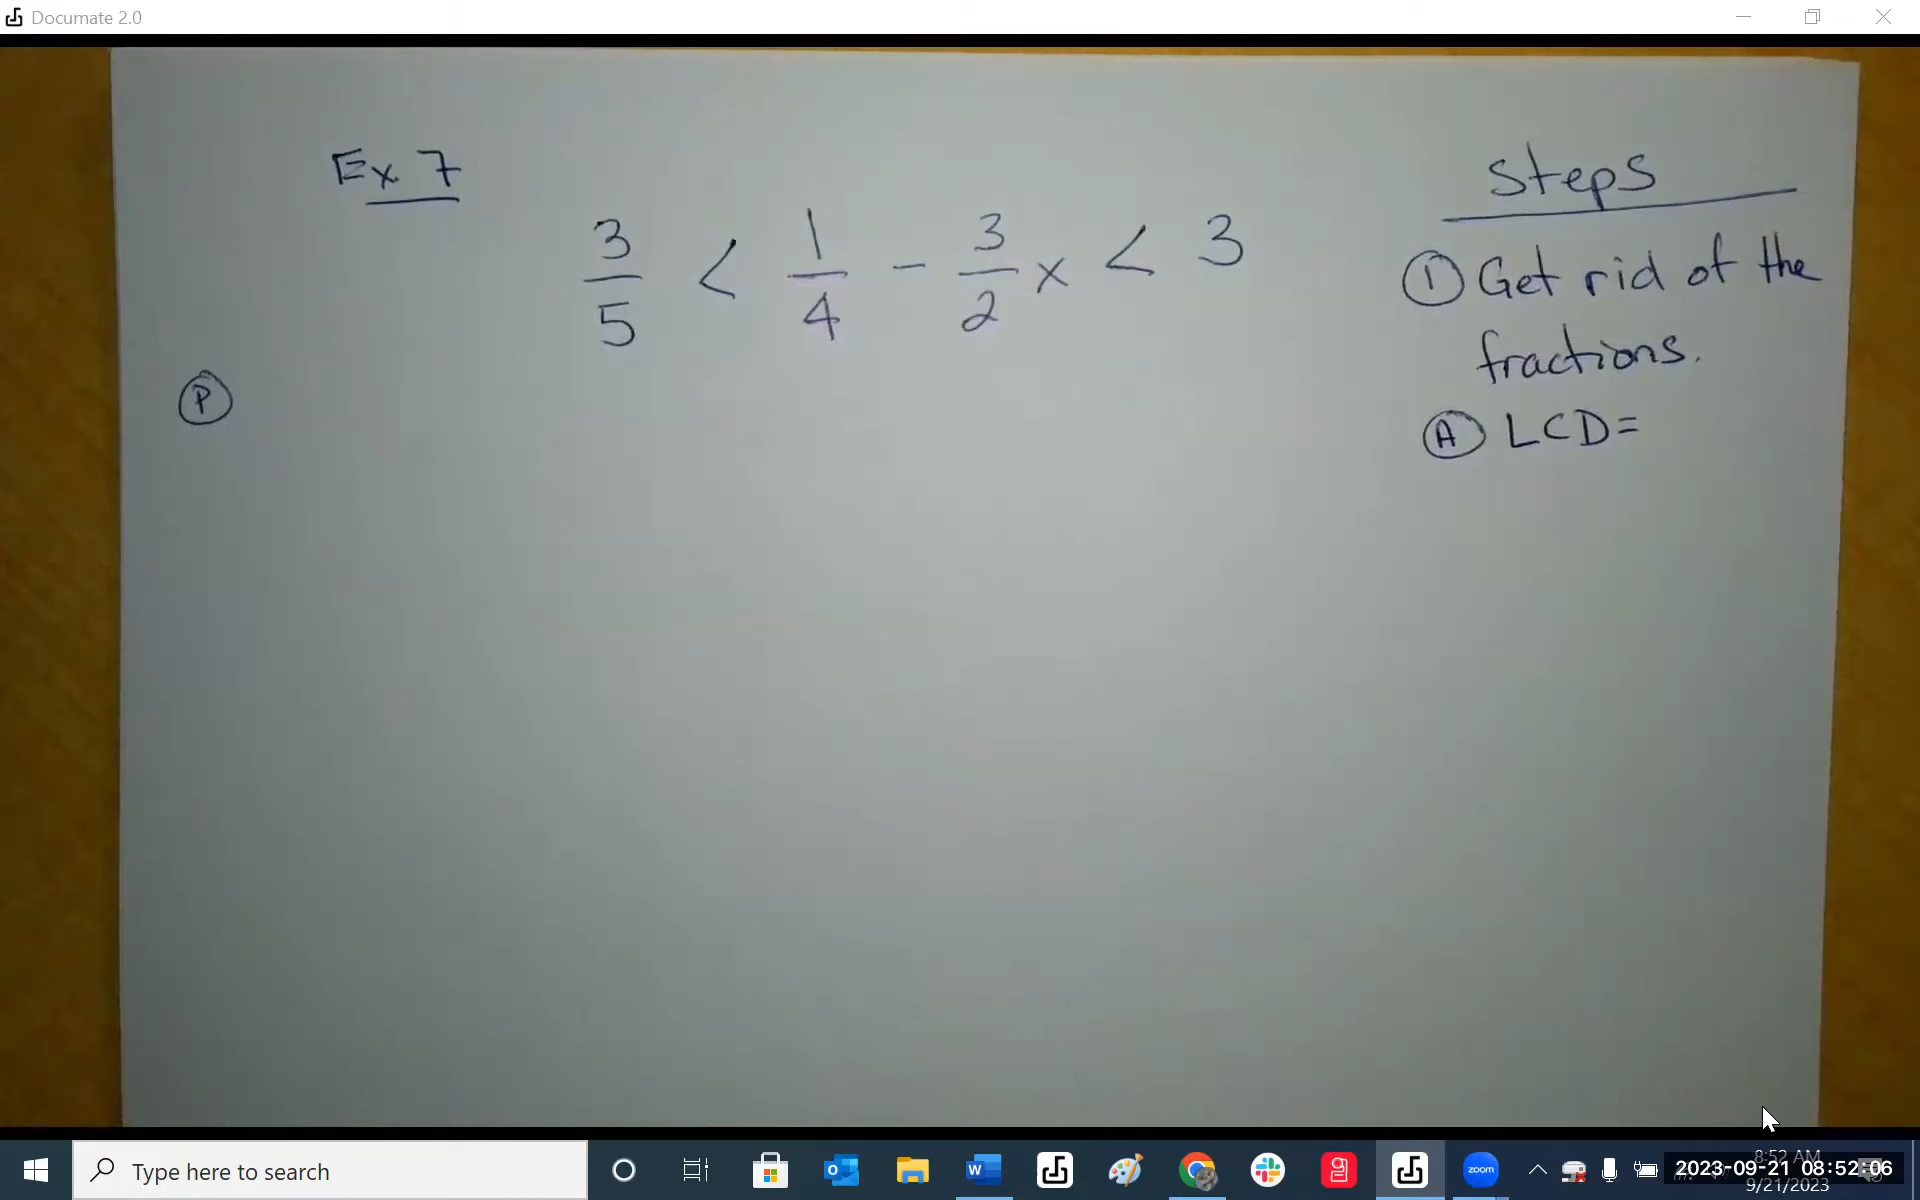 Documate 2.0
Ex. 7
3/5 < 1/4 - 3/2 x < 3
P
Steps
① Get rid of the
fractions.
Ⓐ LCD=
Type here to search
zoom
8:52 AM
2023-09-21 08:52:06
9/21/2023